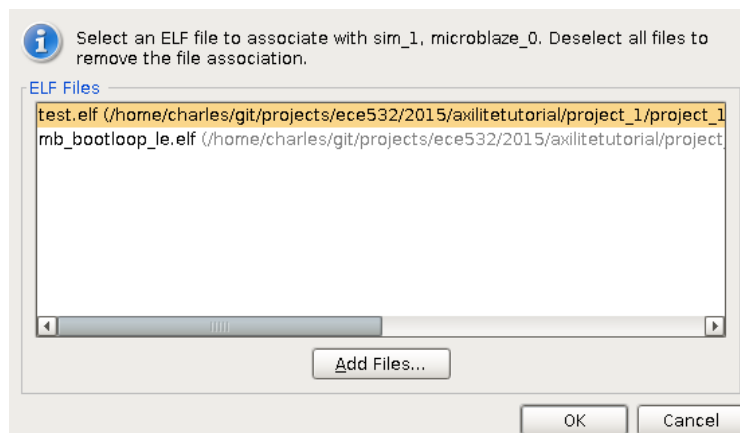 Select an ELF file to associate with sim_1, microblaze_0. Deselect all files to
remove the file association.
ELF Files
test.elf (/home/charles/git/projects/ece532/2015/axilitetutorial/project_1/project_1
mb_bootloop_le.elf (/home/charles/git/projects/ece532/2015/axilitetutorial/project_
Add Files...
OK
Cancel